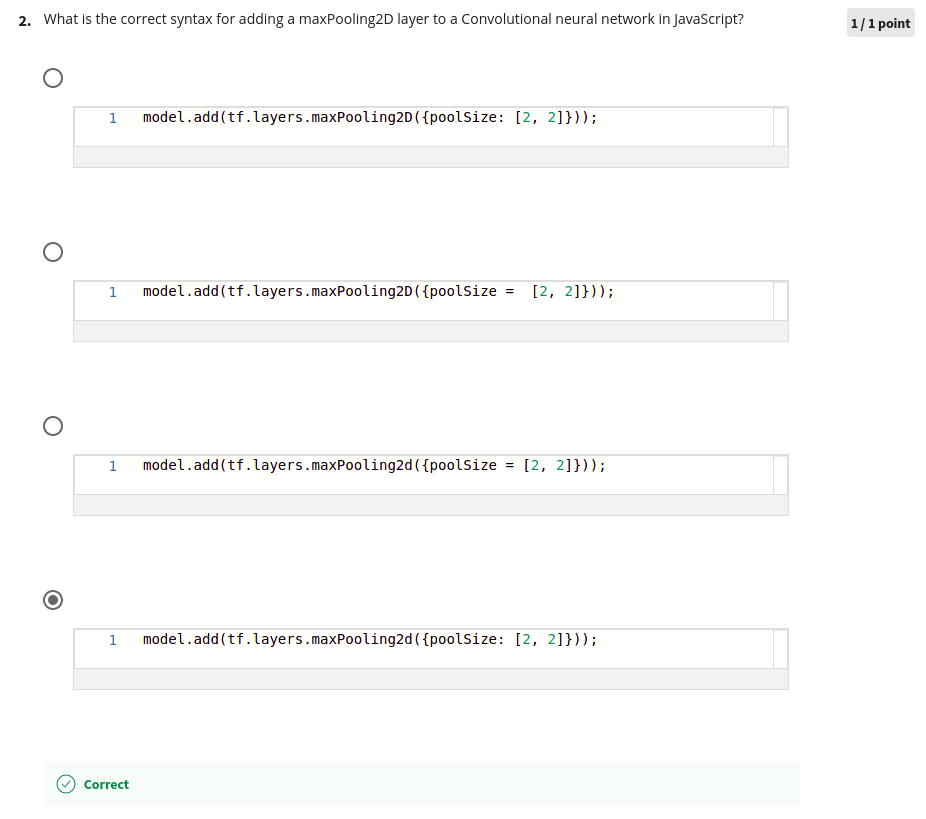 2. What is the correct syntax for adding a maxPooling2D layer to a Convolutional neural network in JavaScript?
1 / 1 point
1 model.add(tf.layers.maxPooling2D({poolSize: [2, 2]}));
1 model.add(tf.layers.maxPooling2D({poolSize =  [2, 2]}));
1 model.add(tf.layers.maxPooling2d({poolSize = [2, 2]}));
1 model.add(tf.layers.maxPooling2d({poolSize: [2, 2]}));
Correct